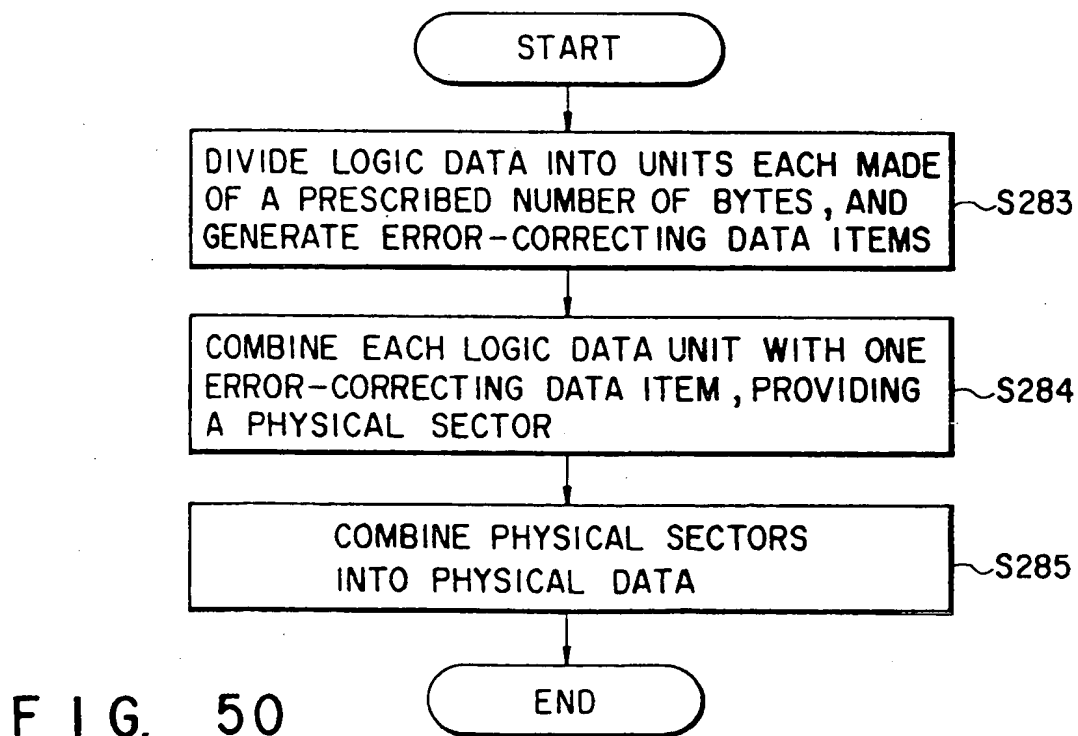 START
DIVIDE LOGIC DATA INTO UNITS EACH MADE
OF A PRESCRIBED NUMBER OF BYTES, AND
GENERATE ERROR-CORRECTING DATA ITEMS
S283
COMBINE EACH LOGIC DATA UNIT WITH ONE
ERROR-CORRECTING DATA ITEM, PROVIDING
A PHYSICAL SECTOR
S284
COMBINE PHYSICAL SECTORS
INTO PHYSICAL DATA
S285
END
FIG. 50